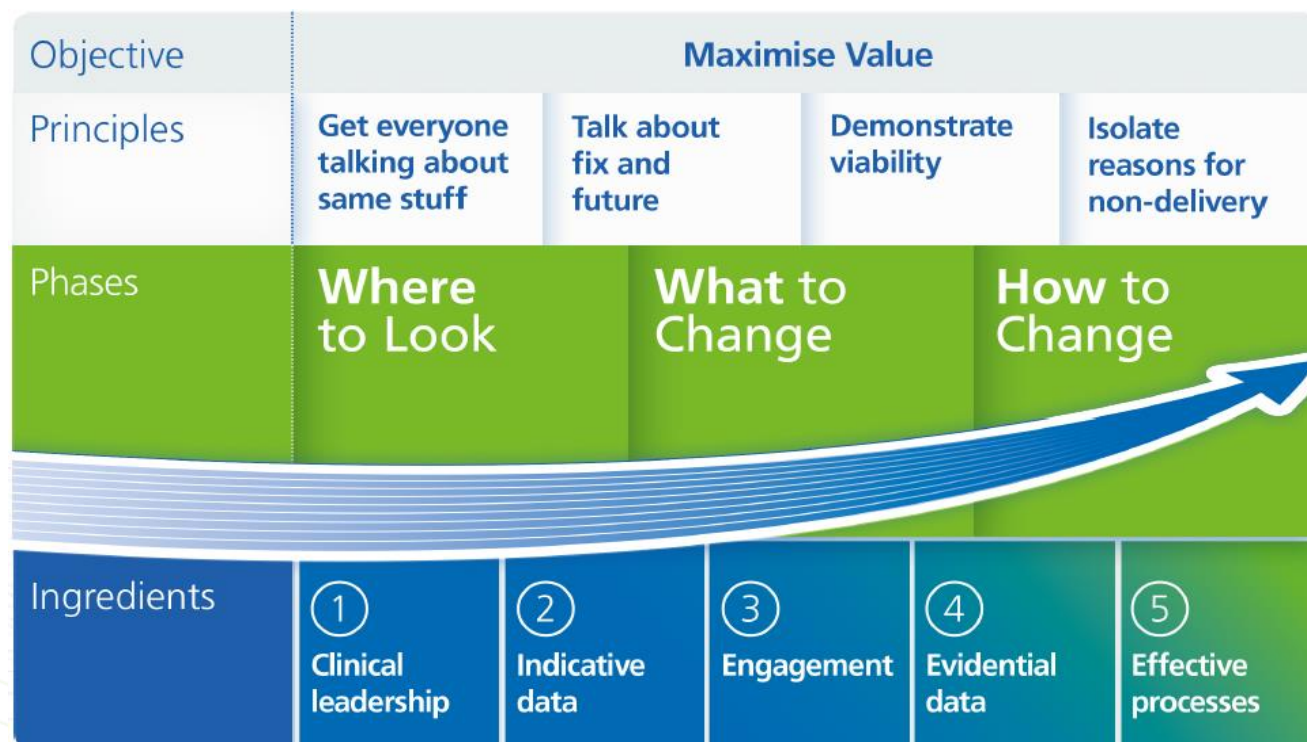 Objective
Maximise Value
Principles
Get everyone
talking about
same stuff
Talk about
fix and
future
Demonstrate
viability
Isolate
reasons for
non-delivery
Phases
Where
to Look
What to
Change
How to
Change
Ingredients
1
Clinical
leadership
2
Indicative
data
3
Engagement
4
Evidential
data
5
Effective
processes